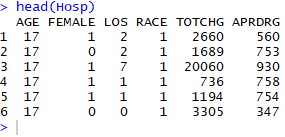 > head(Hosp)
AGE FEMALE LOS RACE TOTCHG APRDRG
1 17 1 2 1 2660 560
2 17 0 2 1 1689 753
3 17 1 7 1 20060 930
4 17 1 1 1 736 758
5 17 1 1 1 1194 754
6 17 0 0 1 3305 347
>